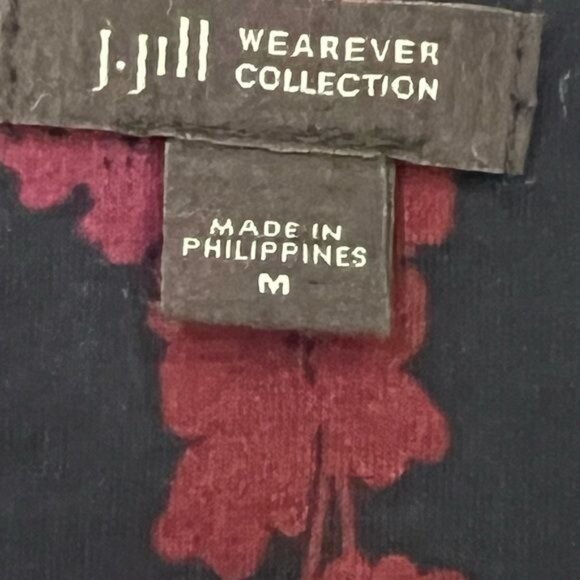 J.Jill WEAREVER
COLLECTION
MADE IN
PHILIPPINES
M